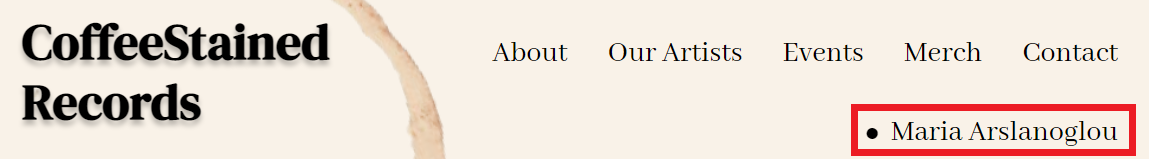 CoffeeStained
Records
About Our Artists Events Merch Contact
• Maria Arslanoglou